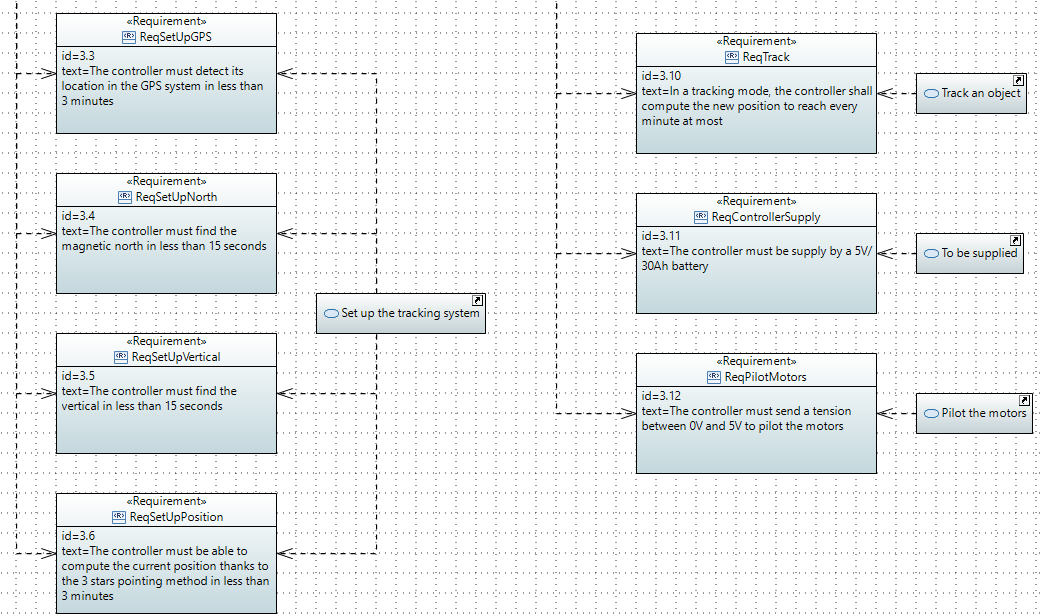 «Requirement»
ReqSetUpGPS
id=3.3
text=The controller must detect its
location in the GPS system in less than
3 minutes
«Requirement»
ReqSetUpNorth
id=3.4
text=The controller must find the
magnetic north in less than 15 seconds
Set up the tracking system
«Requirement»
ReqSetUpVertical
id=3.5
text=The controller must find the
vertical in less than 15 seconds
«Requirement»
ReqSetUpPosition
id=3.6
text=The controller must be able to
compute the current position thanks to
the 3 stars pointing method in less than
3 minutes
«Requirement»
ReqTrack
id=3.10
text=In a tracking mode, the controller shall
compute the new position to reach every
minute at most
Track an object
«Requirement»
ReqControllerSupply
id=3.11
text=The controller must be supply by a 5V/
30Ah battery
To be supplied
«Requirement»
ReqPilotMotors
id=3.12
text=The controller must send a tension
between 0V and 5V to pilot the motors
Pilot the motors